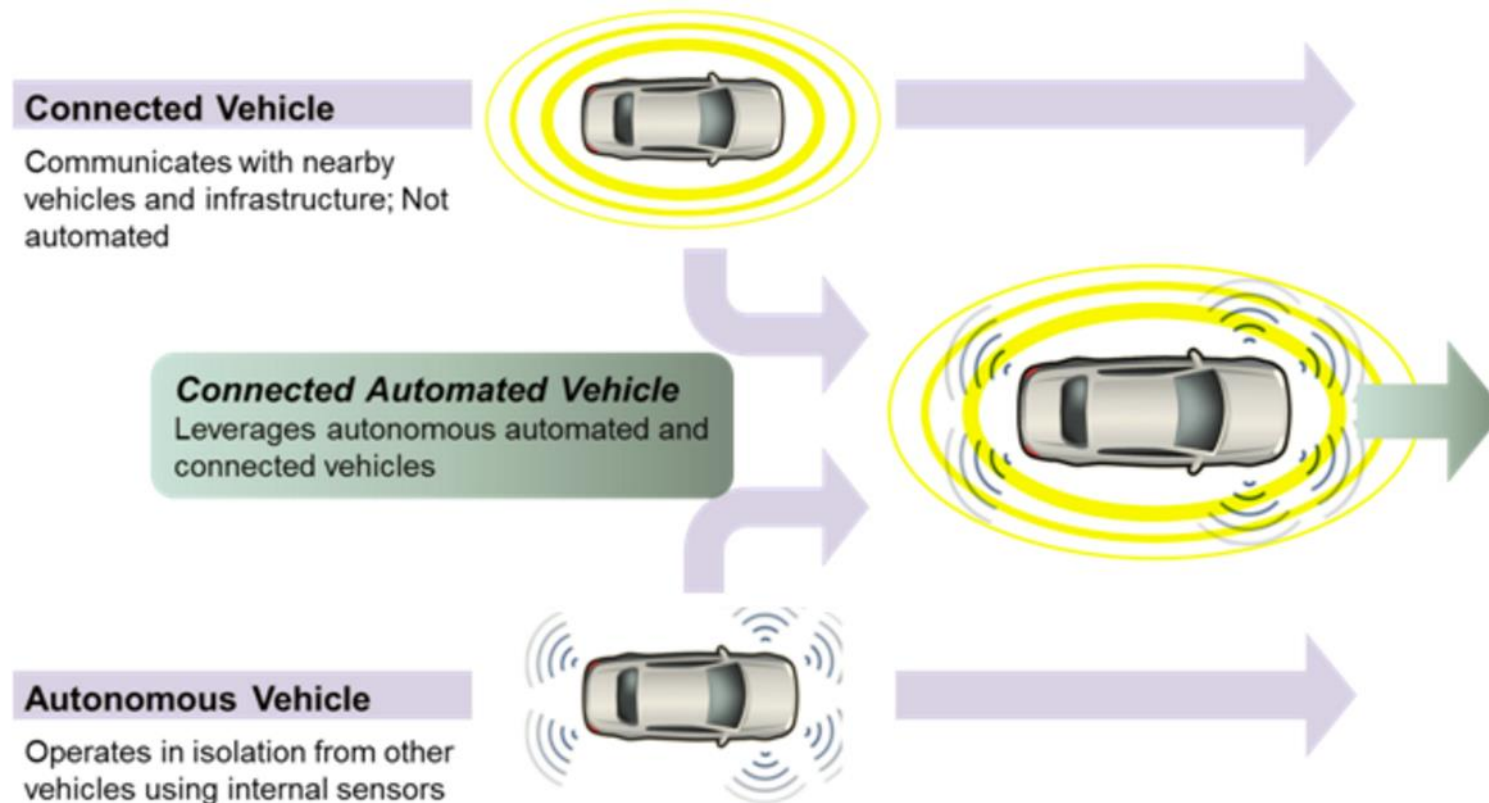 Connected Vehicle
Communicates with nearby
vehicles and infrastructure; Not
automated
Connected Automated Vehicle
Leverages autonomous automated and
connected vehicles
Autonomous Vehicle
Operates in isolation from other
vehicles using internal sensors